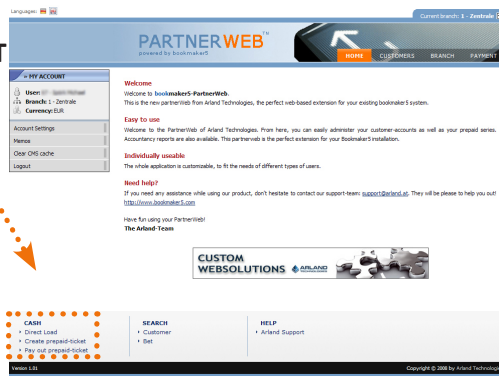 Languages:
Current branch: 1 - Zentrale
T
PARTNERWEB™
powered by bookmaker5
HOME CUSTOMERS BRANCH PAYMENT
» MY ACCOUNT
User:
Branch: 1 - Zentrale
Currency: EUR
Account Settings
Memos
Clear CMS cache
Logout
Welcome
Welcome to bookmaker5-PartnerWeb.
This is the new partnerWeb from Arland Technologies, the perfect web-based extension for your existing bookmaker5 system.
Easy to use
Welcome to the PartnerWeb of Arland Technologies. From here, you can easily administer your customer-accounts as well as your prepaid series.
Accountancy reports are also available. This partnerweb is the perfect extension for your Bookmaker5 installation.
Individually useable
The whole application is customizable, to fit the needs of different types of users.
Need help?
If you need any assistance while using our product, don't hesitate to contact our support-team: support@arland.at. They will be please to help you out!
http://www.bookmaker5.com
Have fun using your PartnerWeb!
The Arland-Team
CUSTOM
WEBSOLUTIONS ARLAND
CASH
Direct Load
Create prepaid-ticket
Pay out prepaid-ticket
SEARCH
Customer
Bet
HELP
Arland Support
Version 1.01
Copyright © 2008 by Arland Technologi